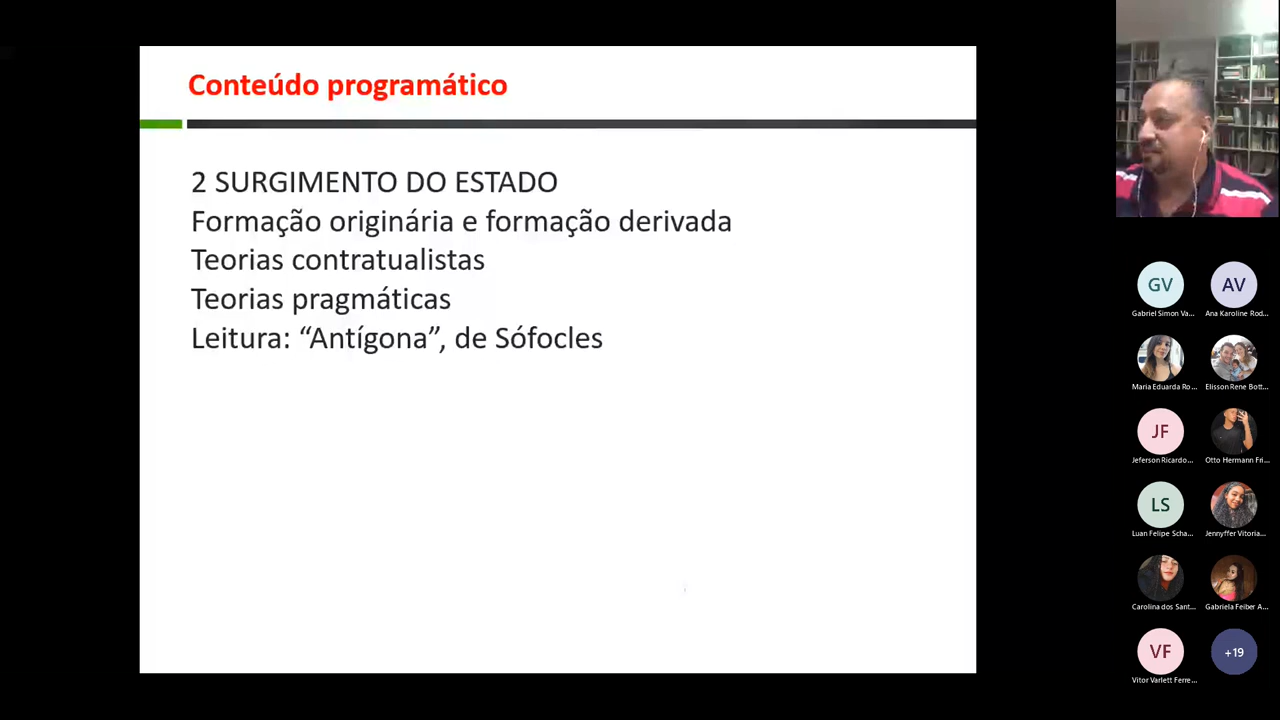 Conteúdo programático
2 SURGIMENTO DO ESTADO
Formação originária e formação derivada
Teorias contratualistas
Teorias pragmáticas
Leitura: “Antígona”, de Sófocles
GV
AV
Gabriel Simon Va...
Ana Karoline Rod...
Maria Eduarda Ro...
Elisson Rene Bott...
JF
Jeferson Ricardo...
Otto Hermann Fri...
LS
Luan Felipe Scha...
Jennyffer Vitoria...
Carolina dos Sant...
Gabriela Feiber A...
VF
+19
Vitor Varlett Ferre...